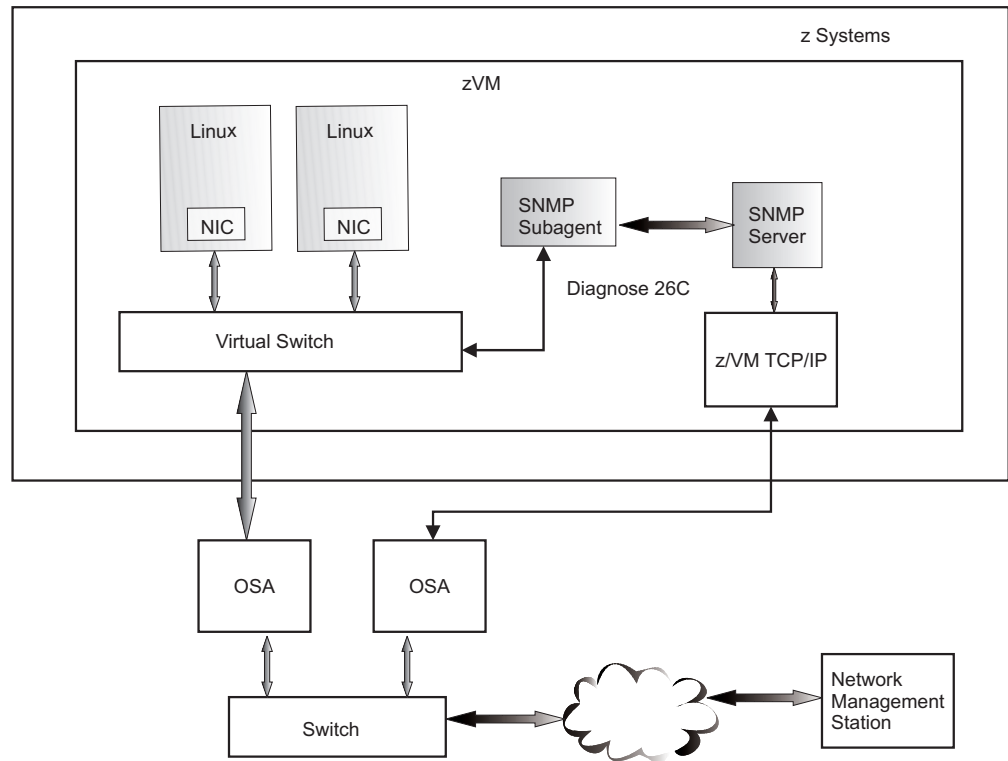 z Systems
zVM
Linux
Linux
NIC
NIC
SNMP
Subagent
SNMP
Server
Diagnose 26C
Virtual Switch
z/VM TCP/IP
OSA
OSA
Switch
Network
Management
Station